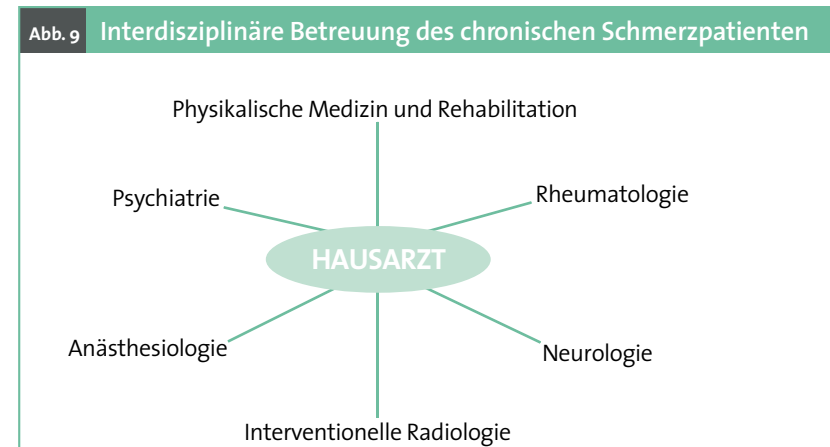 Abb. 9 Interdisziplinäre Betreuung des chronischen Schmerzpatienten
Physikalische Medizin und Rehabilitation
Psychiatrie
Rheumatologie
HAUSARZT
Anästhesiologie
Neurologie
Interventionelle Radiologie